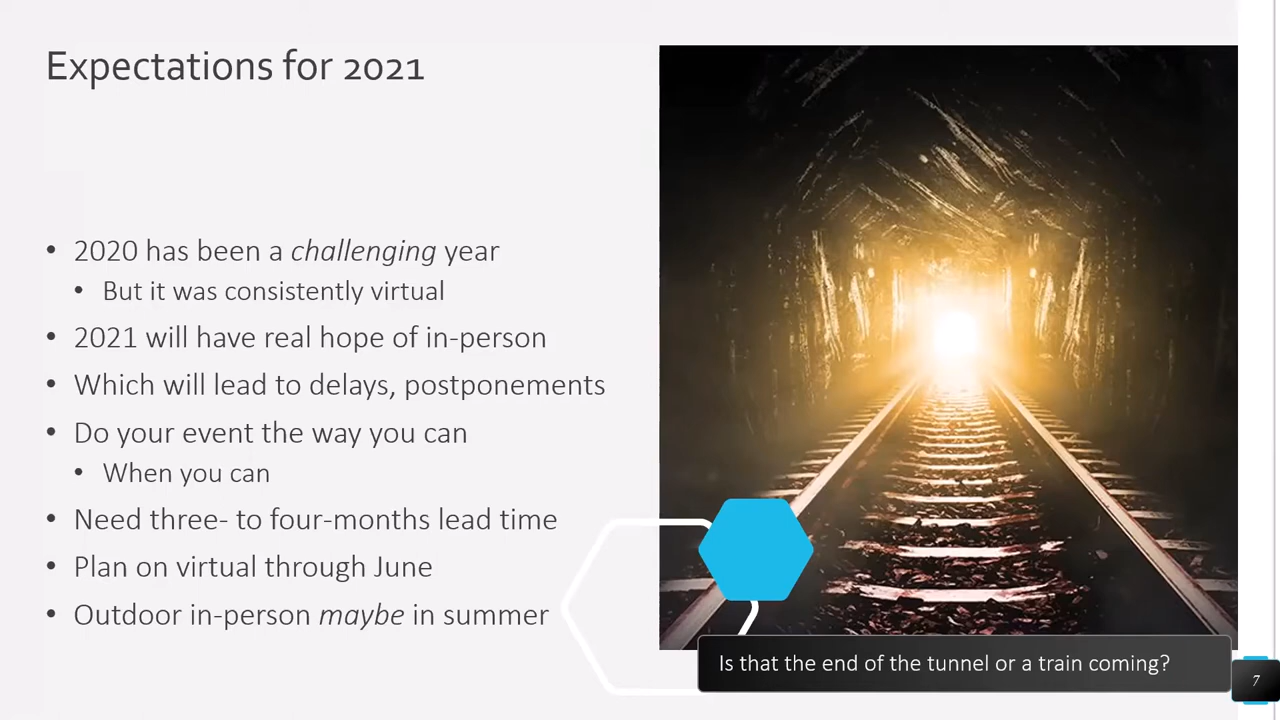 Expectations for 2021
• 2020 has been a challenging year
• But it was consistently virtual
• 2021 will have real hope of in-person
• Which will lead to delays, postponements
• Do your event the way you can
• When you can
• Need three- to four-months lead time
• Plan on virtual through June
• Outdoor in-person maybe in summer
Is that the end of the tunnel or a train coming?
7